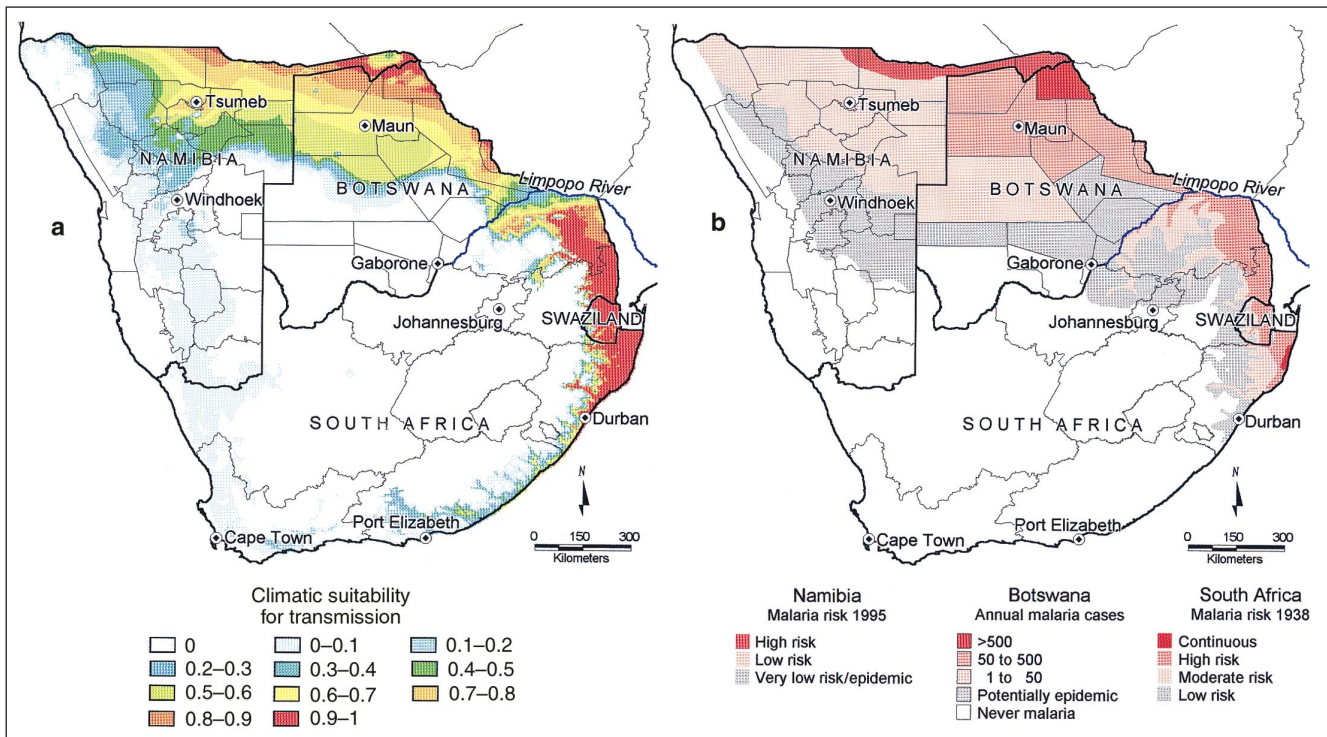 a
Tsumeb
Maun
NAMIBIA
BOTSWANA
Limpopo River
Windhoek
Gaborone
Johannesburg
SWAZILAND
SOUTH AFRICA
Durban
N
Port Elizabeth
Cape Town
0 150 300
Kilometers
Climatic suitability
for transmission
0
0–0.1
0.1–0.2
0.2–0.3
0.3–0.4
0.4–0.5
0.5–0.6
0.6–0.7
0.7–0.8
0.8–0.9
0.9–1
b
Tsumeb
Maun
NAMIBIA
BOTSWANA
Limpopo River
Windhoek
Gaborone
Johannesburg
SWAZILAND
SOUTH AFRICA
Durban
N
Port Elizabeth
Cape Town
0 150 300
Kilometers
Namibia
Malaria risk 1995
High risk
Low risk
Very low risk/epidemic
Botswana
Annual malaria cases
>500
50 to 500
1 to 50
Potentially epidemic
Never malaria
South Africa
Malaria risk 1938
Continuous
High risk
Moderate risk
Low risk